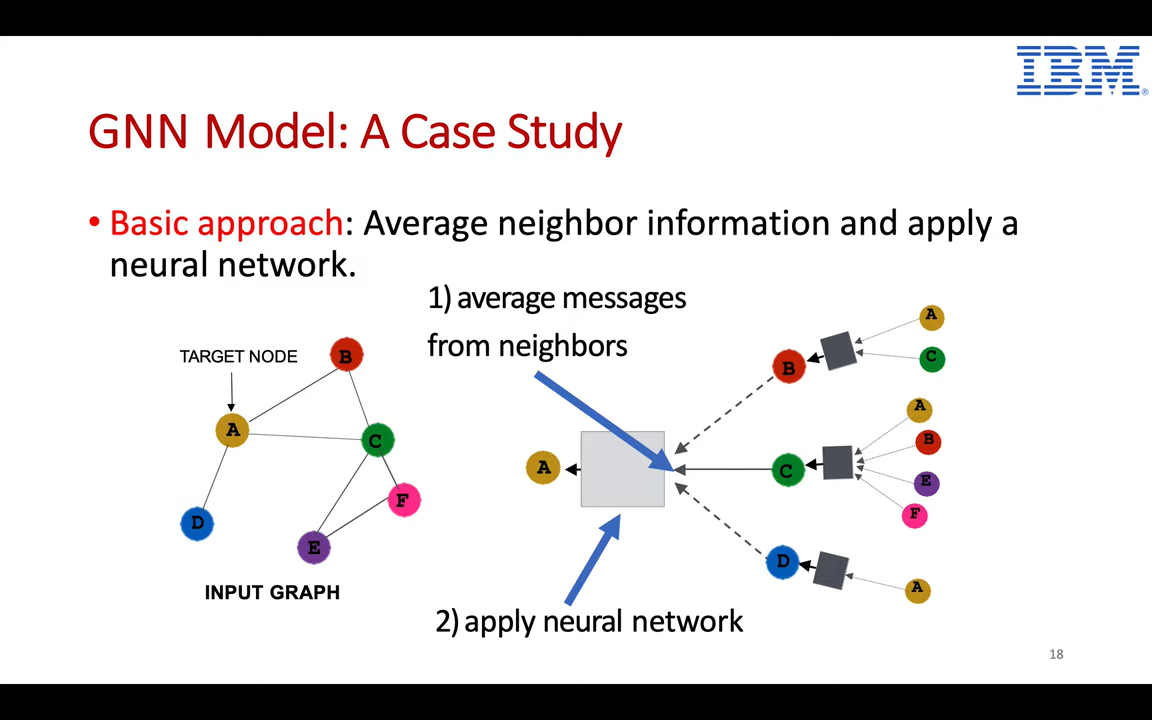 IBM
GNN Model: A Case Study
• Basic approach: Average neighbor information and apply a
neural network.
1) average messages
from neighbors
TARGET NODE
B
A
C
F
D
E
INPUT GRAPH
A
B
C
D
A
C
A
B
E
F
A
2) apply neural network
18